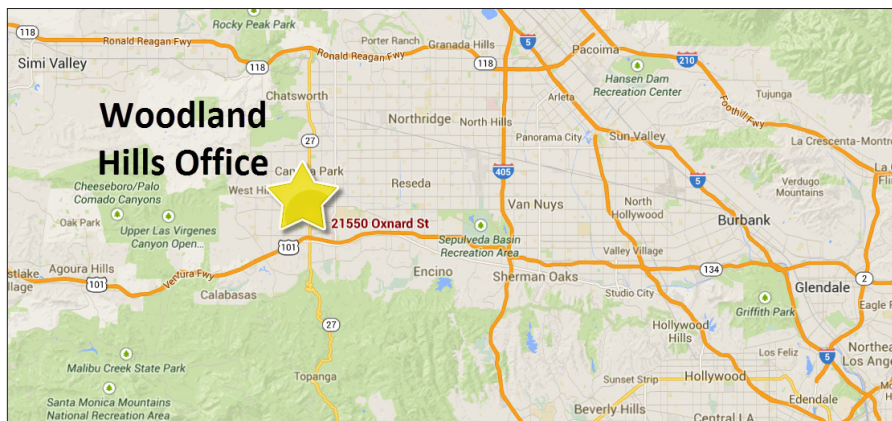 118
Rocky Peak Park
Ronald Reagan Fwy
Porter Ranch
Granada Hills
5
Pacoima
210
Simi Valley
118
Ronald Reagan Fwy
118
Hansen Dam
Recreation Center
Tujunga
Chatsworth
Arleta
Foothill Fwy
Woodland
Hills Office
27
Northridge
North Hills
Panorama City
Sun Valley
La Crescenta-Montro
405
5
Verdugo
Mountains
Cheeseboro/Palo
Comado Canyons
Reseda
Van Nuys
North
Hollywood
Burbank
Oak Park
Upper Las Virgenes
Canyon Open...
21550 Oxnard St
101
Sepulveda Basin
Recreation Area
Valley Village
Agoura Hills
Ventura Fwy
Encino
Sherman Oaks
134
2
101
Calabasas
Studio City
Glendale
27
Griffith Park
Eagle
Hollywood
Hills
Malibu Creek State Park
Los Feliz
5
Northea
Los Angel
Topanga
Sunset Strip
Hollywood
Santa Monica Mountains
National Recreation Area
Beverly Hills
Central LA
Edendale